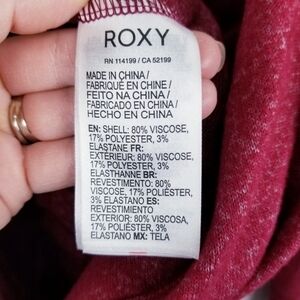 ROXY
RN 114199 / CA 52199
MADE IN CHINA /
FABRIQUÉ EN CHINE /
FEITO NA CHINA /
FABRICADO EN CHINA /
HECHO EN CHINA
EN: SHELL: 80% VISCOSE,
17% POLYESTER, 3%
ELASTANE FR:
EXTÉRIEUR: 80% VISCOSE,
17% POLYESTER, 3%
ELASTHANNE BR:
REVESTIMENTO: 80%
VISCOSE, 17% POLIÉSTER,
3% ELASTANO ES:
REVESTIMIENTO
EXTERIOR: 80% VISCOSA,
17% POLIÉSTER, 3%
ELASTANO MX: TELA